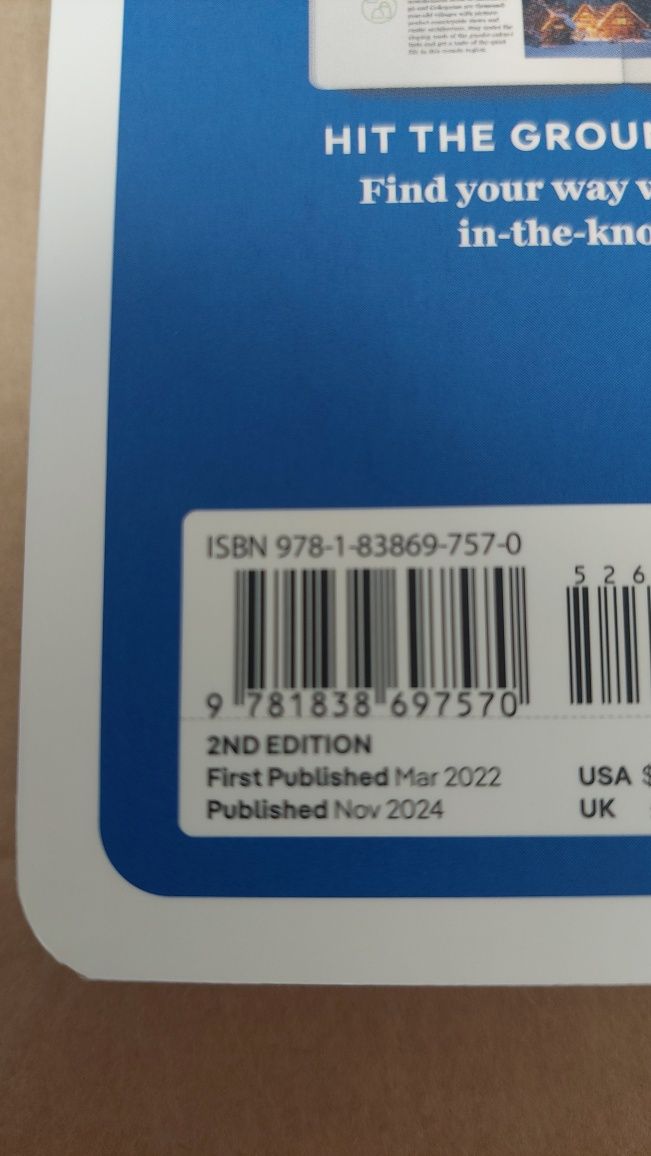 HIT THE GROU
Find your way
in-the-kno
ISBN 978-1-83869-757-0
5 2 6
9 781838 697570
2ND EDITION
First Published Mar 2022
Published Nov 2024
USA $
UK